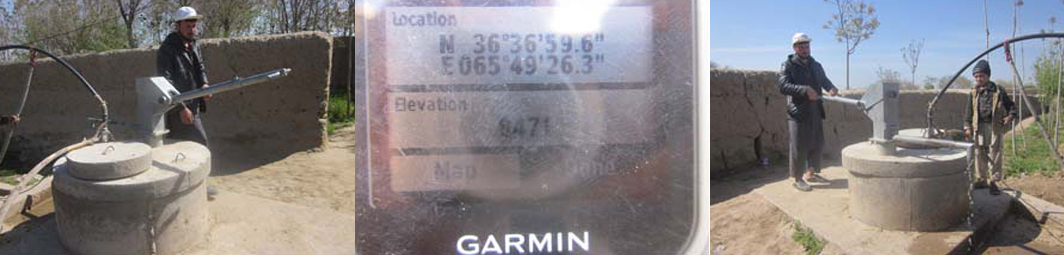 Location
N 36°36'59.6"
E065°49'26.3"
Elevation
Map
GARMIN